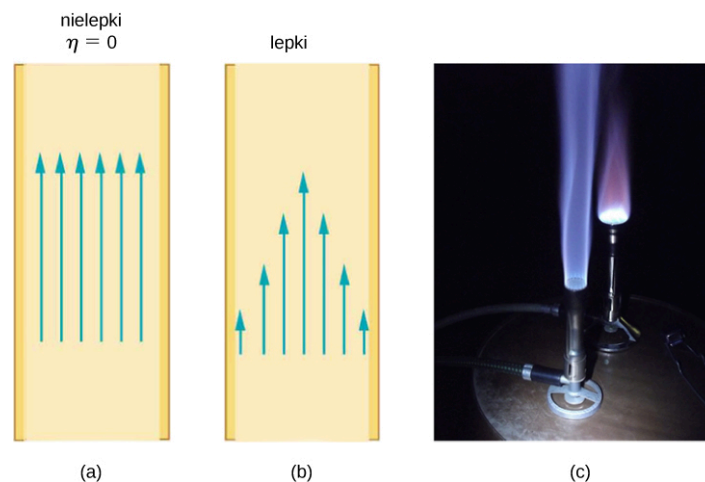 nielepki
η = 0
lepki
(a)
(b)
(c)